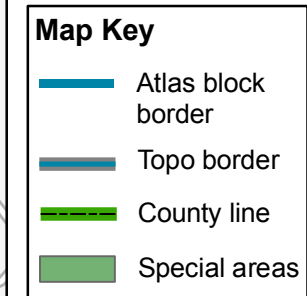 Map Key
Atlas block
border
Topo border
County line
Special areas